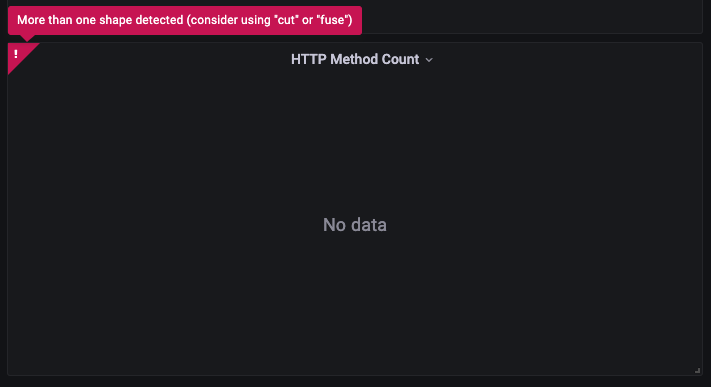 More than one shape detected (consider using "cut" or "fuse")
!
HTTP Method Count
No data